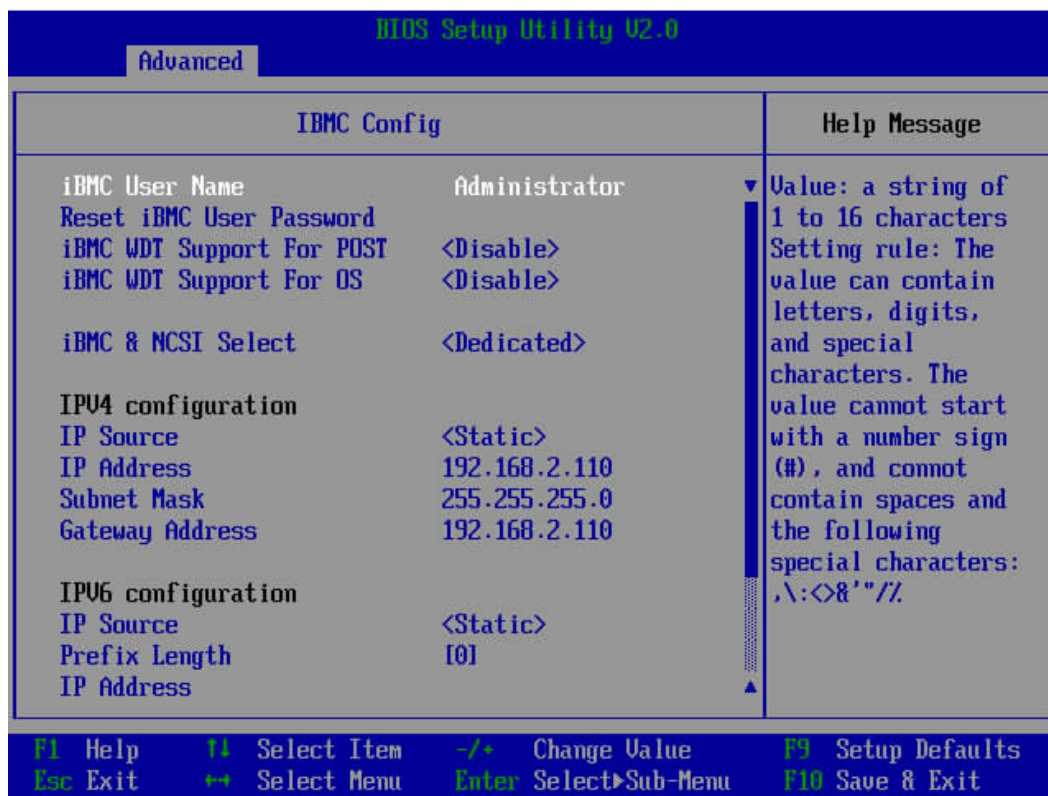 BIOS Setup Utility V2.0
Advanced
IBMC Config
iBMC User Name Administrator
Reset iBMC User Password
iBMC WDT Support For POST <Disable>
iBMC WDT Support For OS <Disable>
iBMC & NCSI Select <Dedicated>
IPV4 configuration
IP Source <Static>
IP Address 192.168.2.110
Subnet Mask 255.255.255.0
Gateway Address 192.168.2.110
IPV6 configuration
IP Source <Static>
Prefix Length [0]
IP Address
Help Message
Value: a string of
1 to 16 characters
Setting rule: The
value can contain
letters, digits,
and special
characters. The
value cannot start
with a number sign
(#), and connot
contain spaces and
the following
special characters:
,\:<>&'"/%
F1 Help ↑↓ Select Item -/+ Change Value F9 Setup Defaults
Esc Exit ←→ Select Menu Enter Select▶Sub-Menu F10 Save & Exit